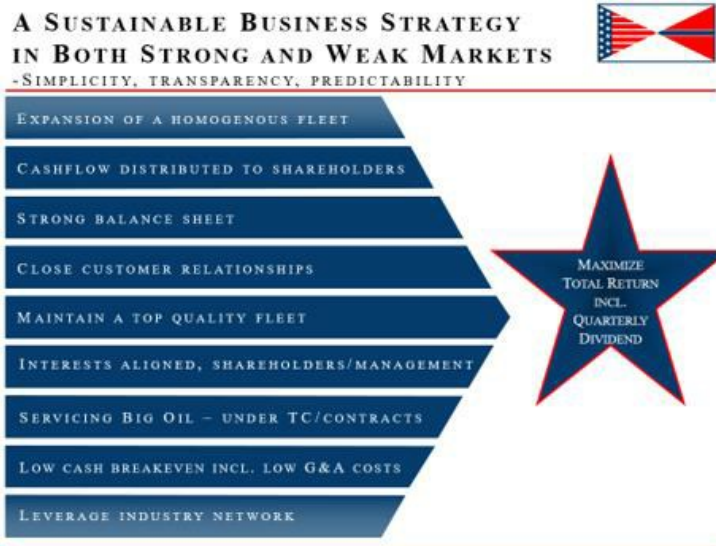 A Sustainable Business Strategy
in Both Strong and Weak Markets
-Simplicity, transparency, predictability
Expansion of a homogenous fleet
Cashflow distributed to shareholders
Strong balance sheet
Close customer relationships
Maintain a top quality fleet
Interests aligned, shareholders/management
Servicing Big Oil – under TC/contracts
Low cash breakeven incl. low G&A costs
Leverage industry network
Maximize
Total Return
incl.
Quarterly
Dividend